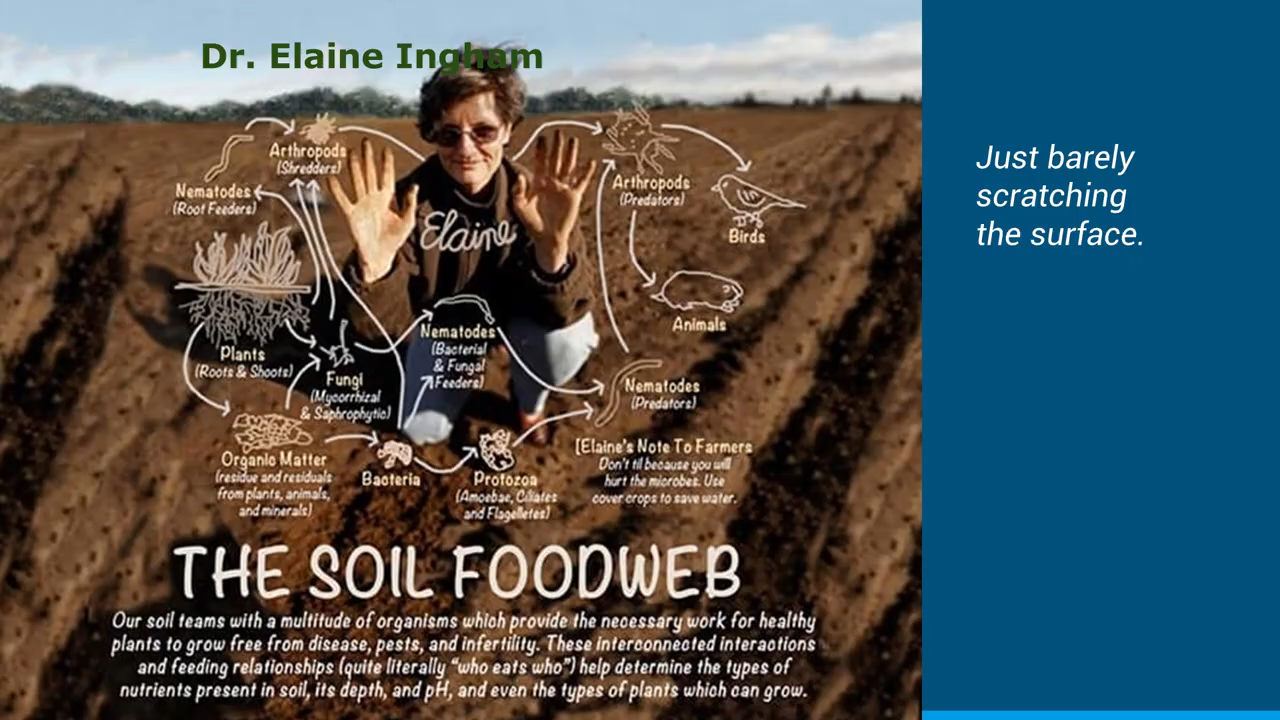 Dr. Elaine Ingham
Just barely
scratching
the surface.
Arthropods
(Shredders)
Nematodes
(Root Feeders)
Elaine
Arthropods
(Predators)
Birds
Animals
Plants
(Roots & Shoots)
Fungi
(Mycorrhizal
& Saphrophytic)
Nematodes
(Bacterial
& Fungal
Feeders)
Nematodes
(Predators)
Organic Matter
(residue and residuals
from plants, animals,
and minerals)
Bacteria
Protozoa
(Amoebae, Ciliates
and Flagelletes)
[Elaine's Note To Farmers
Don't til because you will
hurt the microbes. Use
cover crops to save water.
THE SOIL FOODWEB
Our soil teams with a multitude of organisms which provide the necessary work for healthy
plants to grow free from disease, pests, and infertility. These interconnected interactions
and feeding relationships (quite literally “who eats who”) help determine the types of
nutrients present in soil, its depth, and pH, and even the types of plants which can grow.